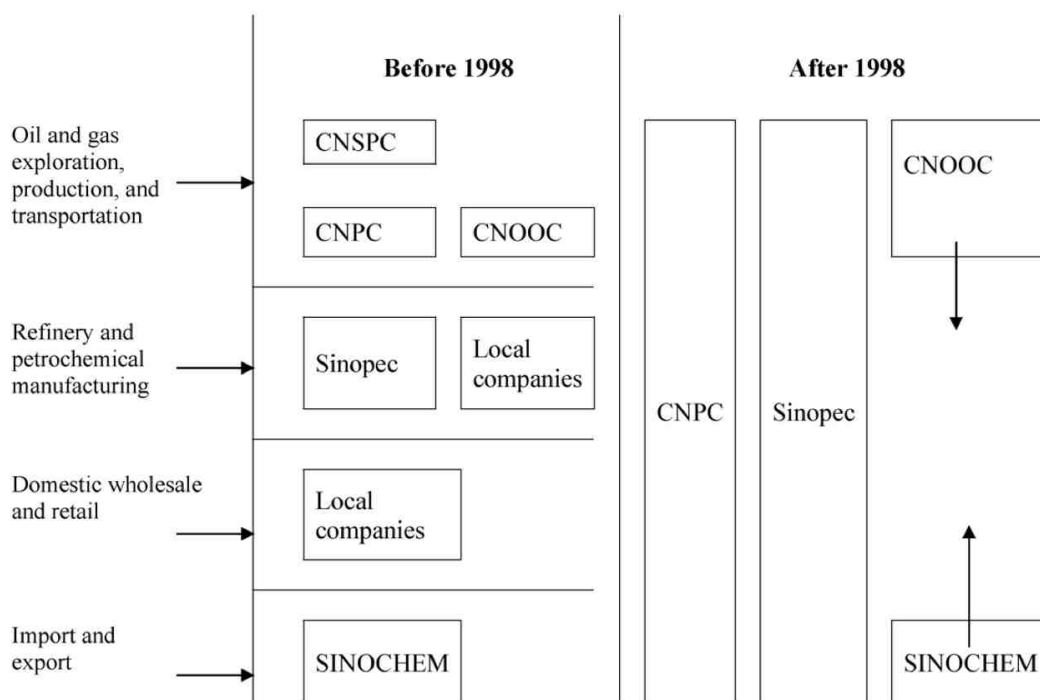 Before 1998
After 1998
Oil and gas
exploration,
production, and
transportation
CNSPC
CNPC
CNOOC
CNOOC
Refinery and
petrochemical
manufacturing
Sinopec
Local
companies
CNPC
Sinopec
Domestic wholesale
and retail
Local
companies
Import and
export
SINOCHEM
SINOCHEM